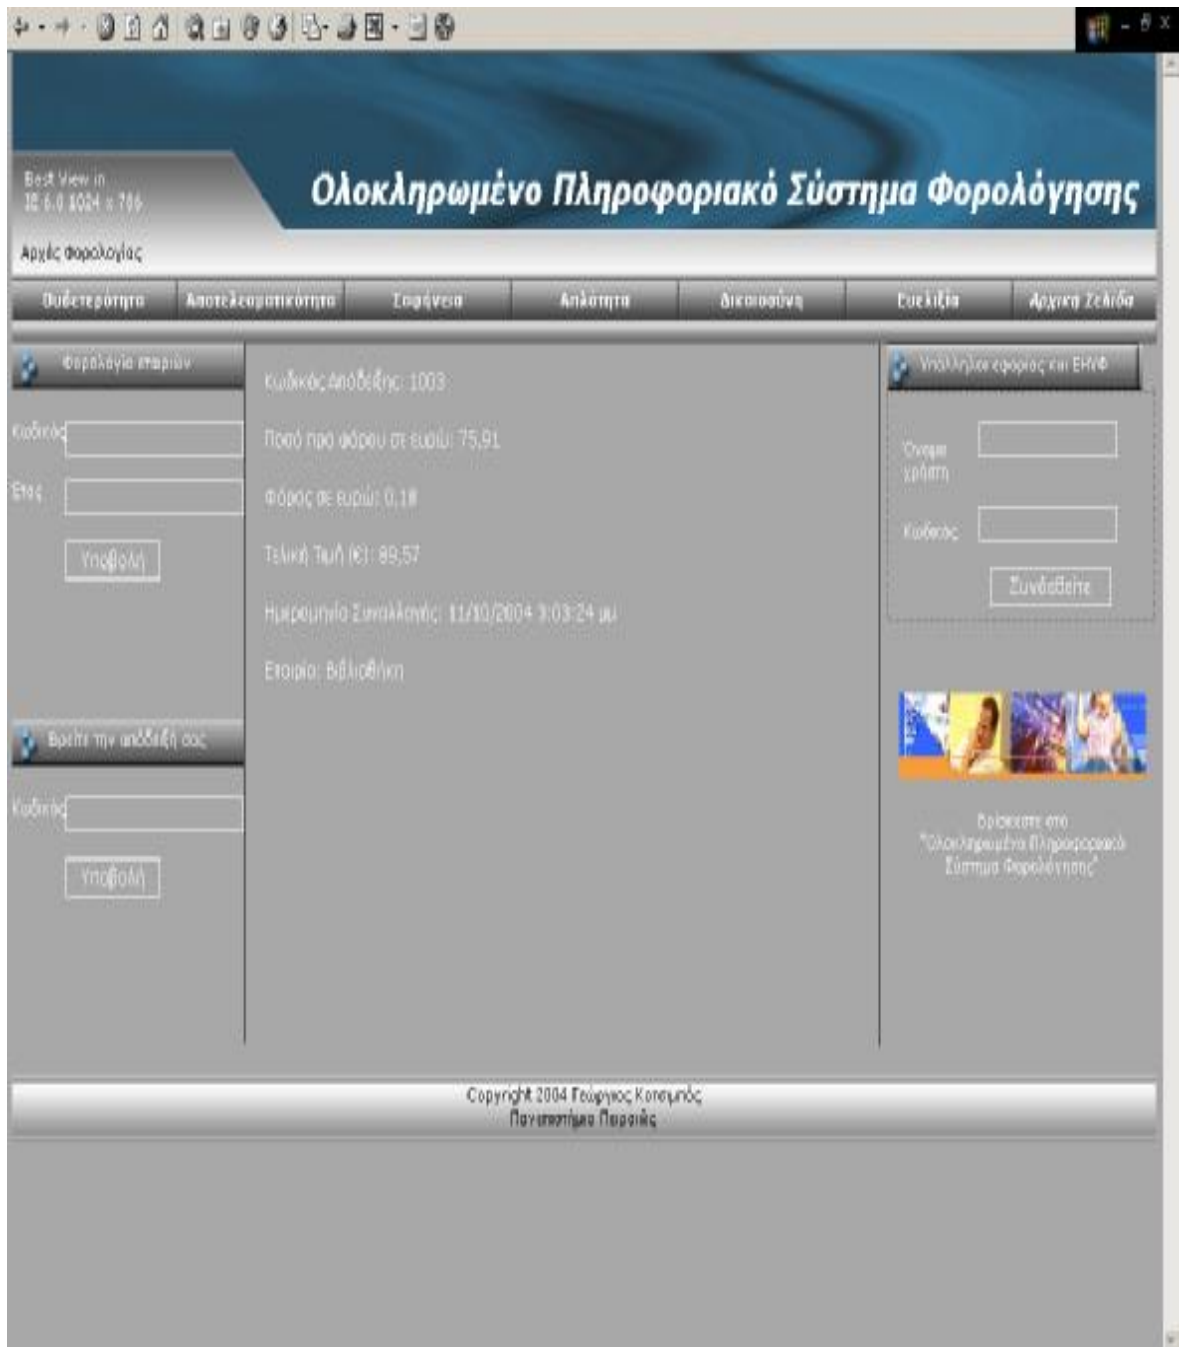 Best View in
IE 6.0 1024 x 786
Ολοκληρωμένο Πληροφοριακό Σύστημα Φορολόγησης
Αρχές Φορολογίας
Ουδετερότητα Αποτελεσματικότητα Σαφήνεια Απλότητα Δικαιοσύνη Ευελιξία Αρχική Σελίδα
Φορολογία εταιριών
Κωδικός
Έτος
Υποβολή
Βρείτε την απόδειξή σας
Κωδικός
Υποβολή
Κωδικός Απόδειξης: 1003
Ποσό προ φόρου σε ευρώ: 75,91
Φόρος σε ευρώ: 0,18
Τελική Τιμή (€): 89,57
Ημερομηνία Συναλλαγής: 11/10/2004 3:03:24 μμ
Εταιρία: Βιβλιοθήκη
Υπάλληλοι εφορίας και ΕΗΥΦ
Όνομα
χρήστη
Κωδικός
Συνδεθείτε
Βρίσκεστε στο
"Ολοκληρωμένο Πληροφοριακό
Σύστημα Φορολόγησης"
Copyright 2004 Γεώργιος
Πανεπιστήμιο Πειραιώς